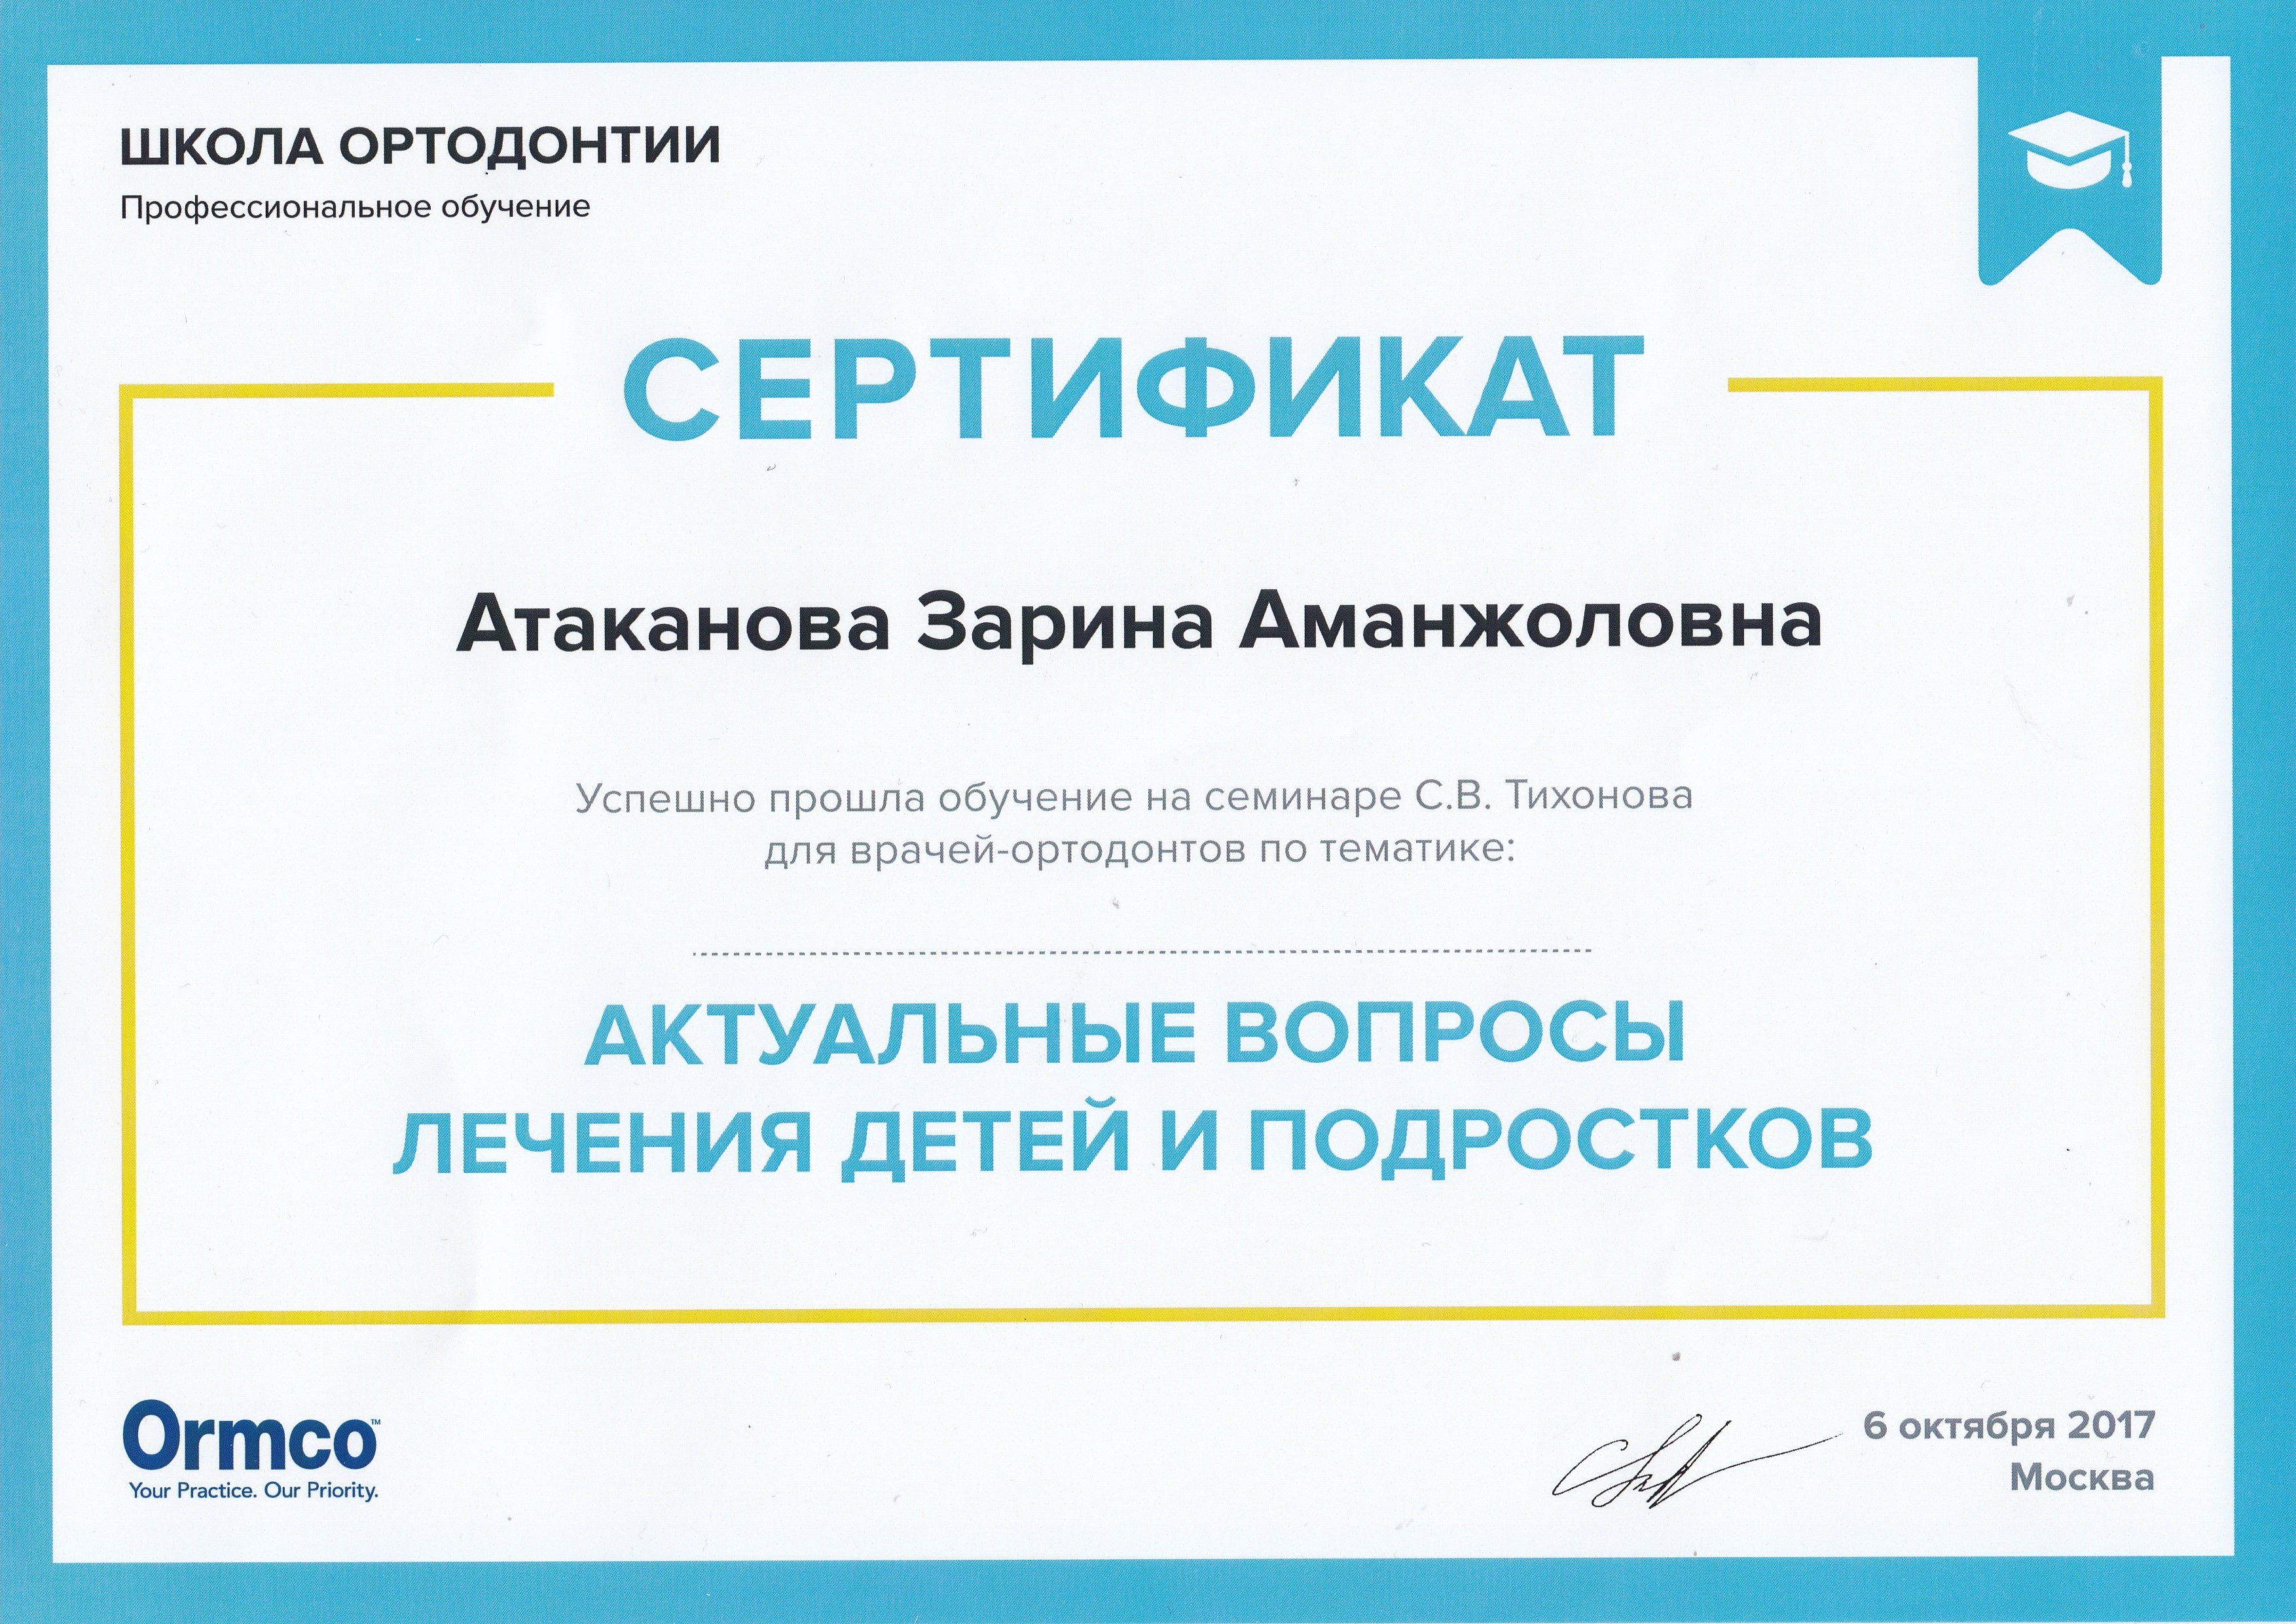 ШКОЛА ОРТОДОНТИИ
Профессиональное обучение
СЕРТИФИКАТ
Атаканова Зарина Аманжоловна
Успешно прошла обучение на семинаре С.В. Тихонова
для врачей-ортодонтов по тематике:
АКТУАЛЬНЫЕ ВОПРОСЫ
ЛЕЧЕНИЯ ДЕТЕЙ И ПОДРОСТКОВ
Ormco™
Your Practice. Our Priority.
6 октября 2017
Москва